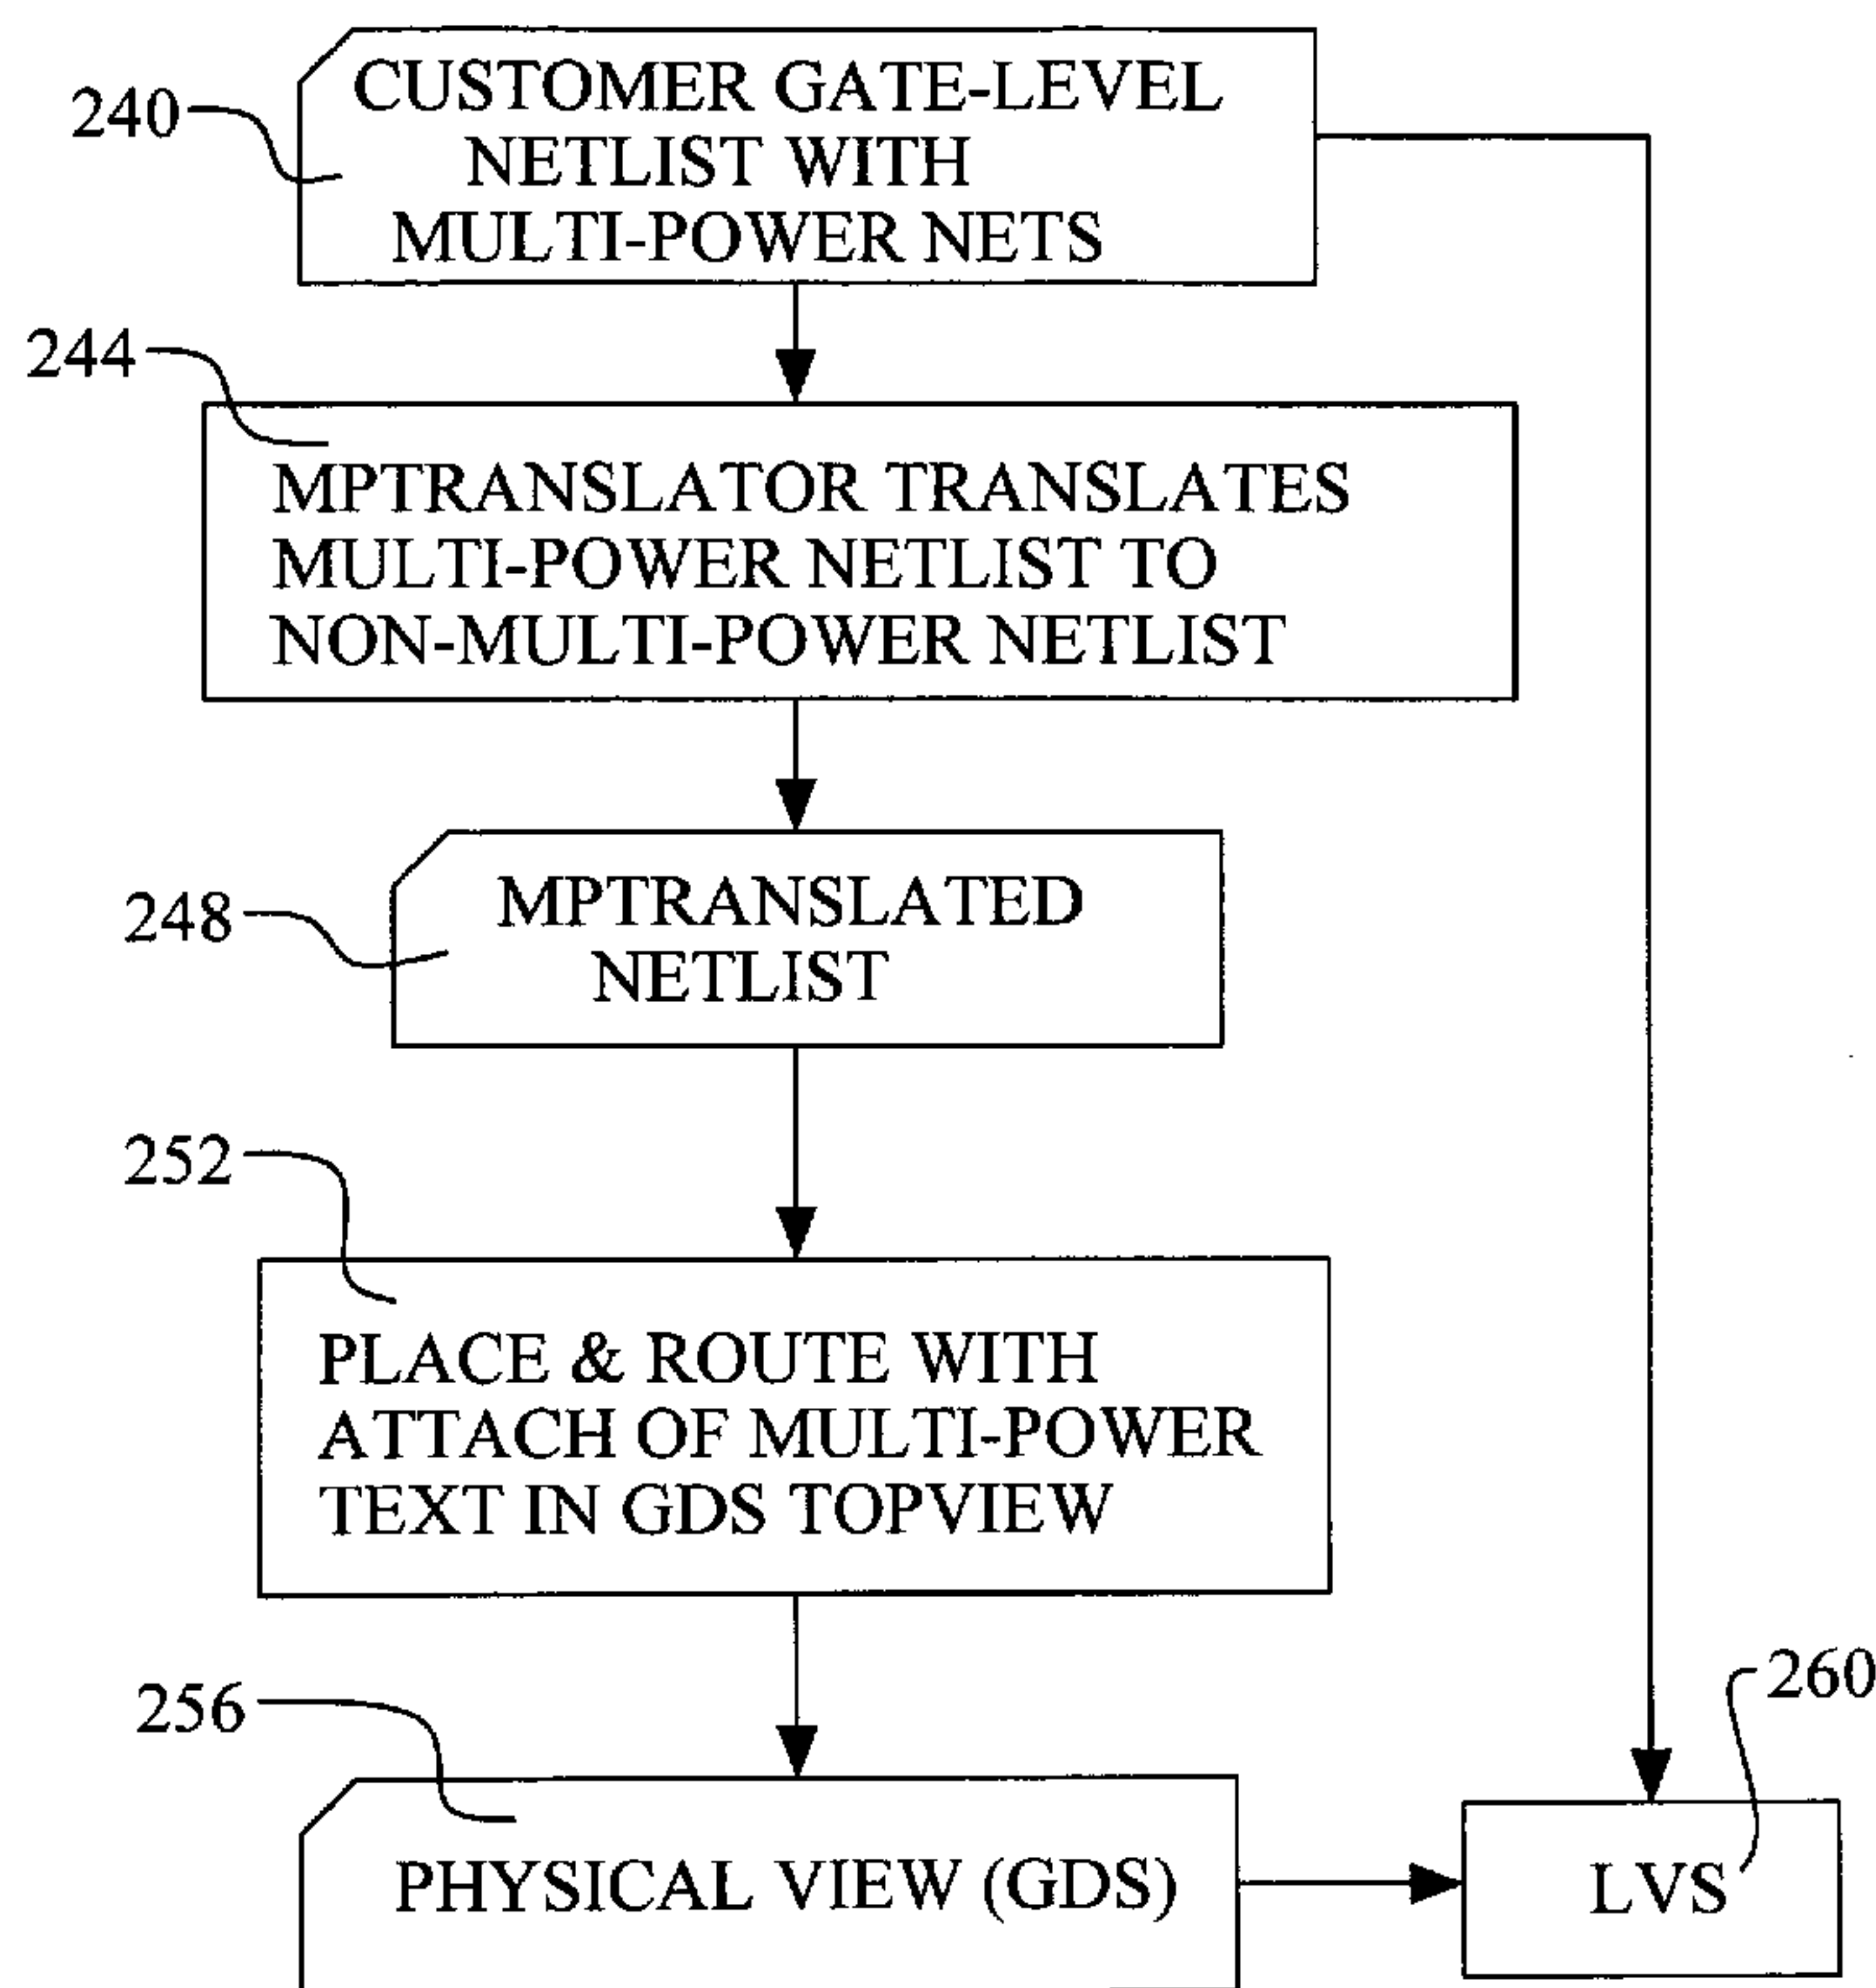 240
CUSTOMER GATE-LEVEL
NETLIST WITH
MULTI-POWER NETS
244
MPTRANSLATOR TRANSLATES
MULTI-POWER NETLIST TO
NON-MULTI-POWER NETLIST
248
MPTRANSLATED
NETLIST
252
PLACE & ROUTE WITH
ATTACH OF MULTI-POWER
TEXT IN GDS TOPVIEW
256
PHYSICAL VIEW (GDS)
260
LVS